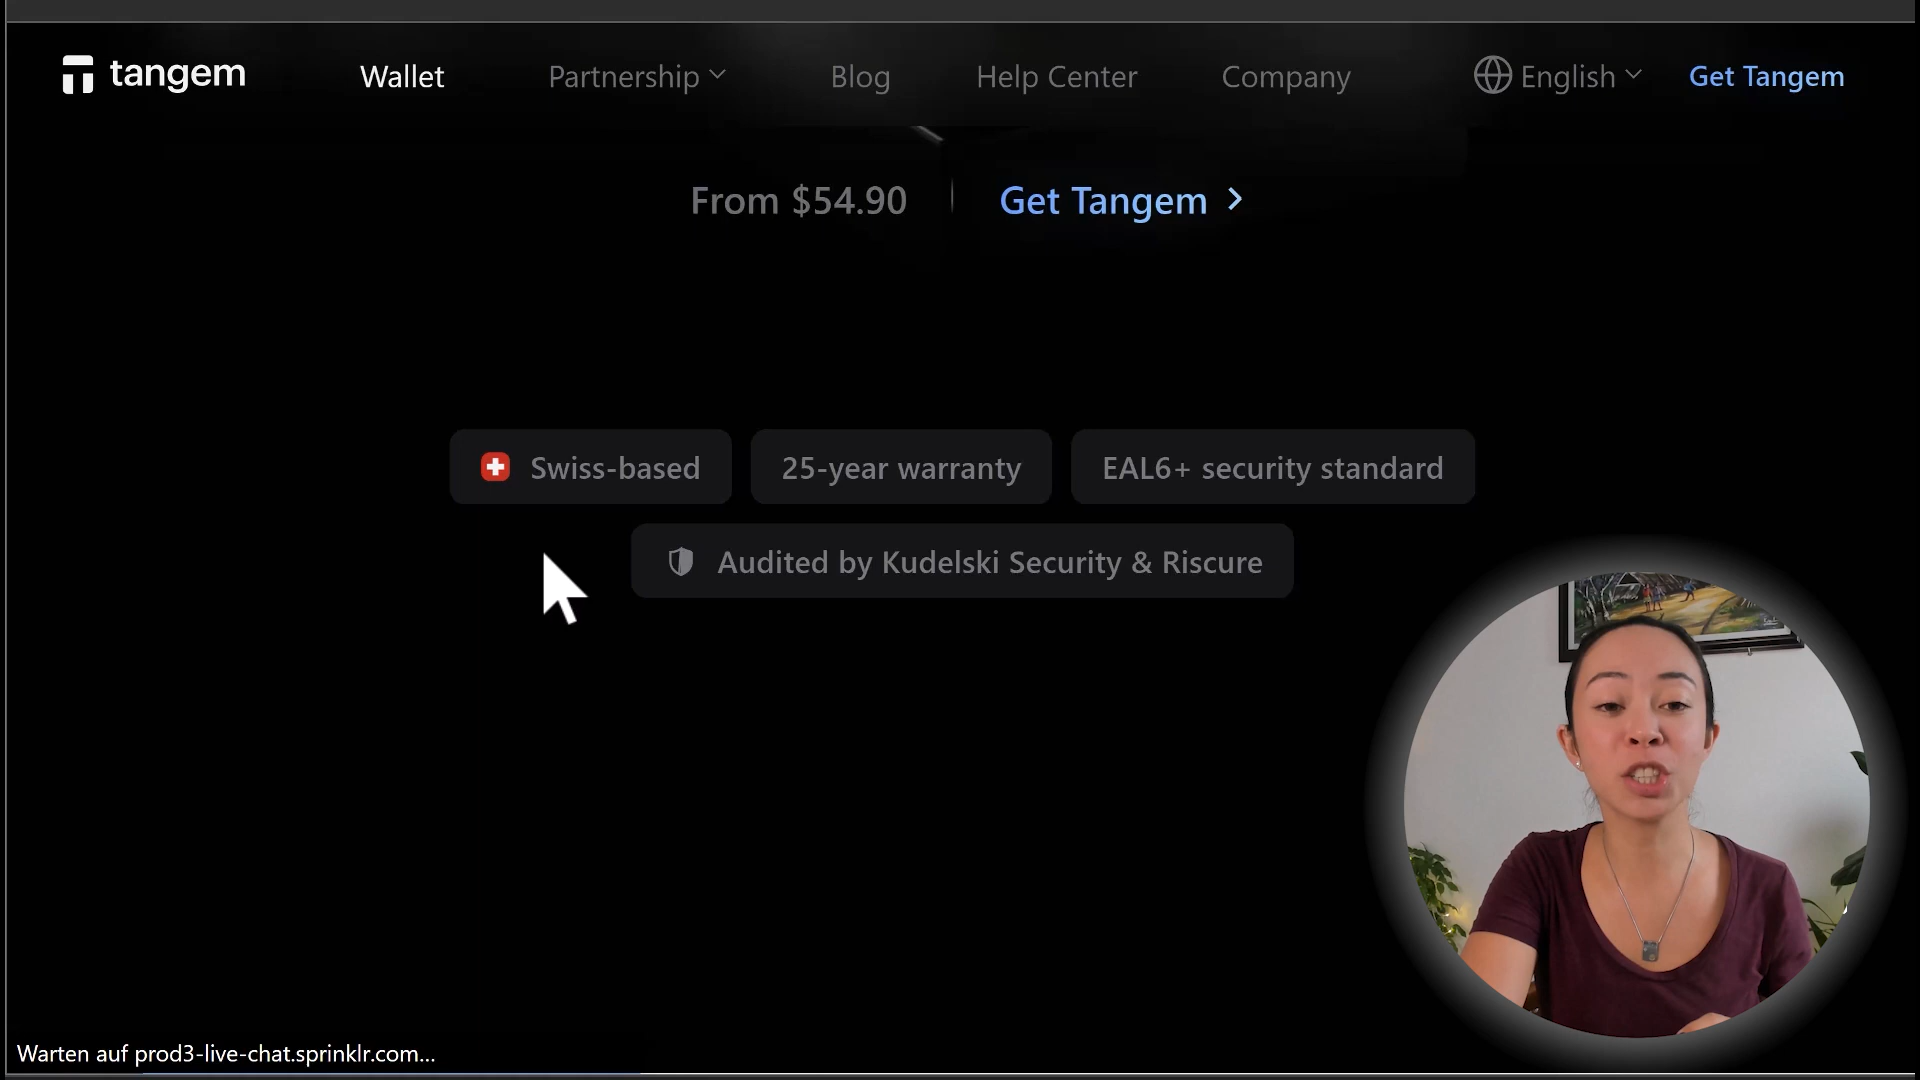 tangem
Wallet
Partnership
Blog
Help Center
Company
English
Get Tangem
From $54.90
Get Tangem
Swiss-based
25-year warranty
EAL6+ security standard
Audited by Kudelski Security & Riscure
Warten auf prod3-live-chat.sprinklr.com...